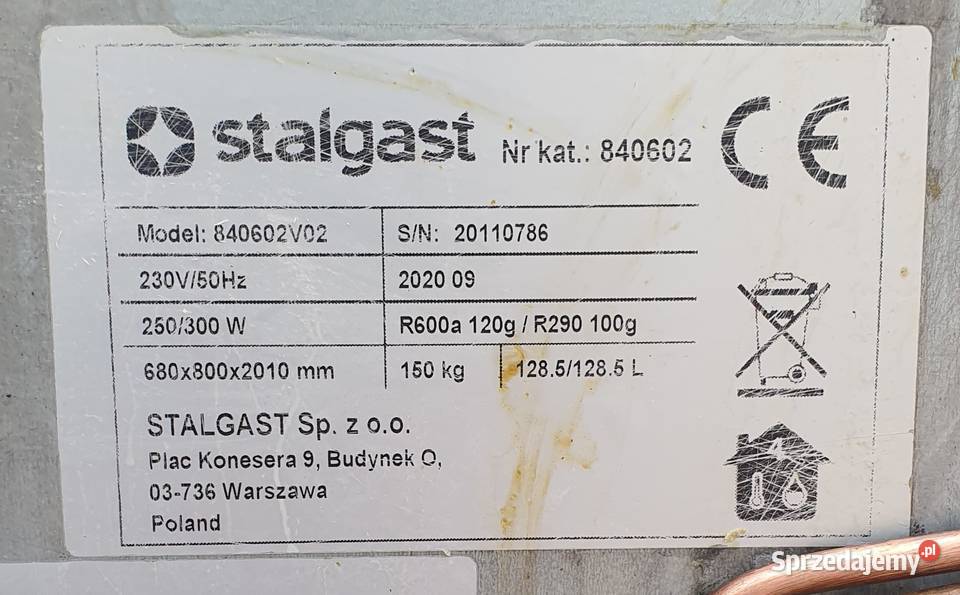 stalgast Nr kat.: 840602 CE
Model: 840602V02 S/N: 20110786
230V/50Hz 2020 09
250/300 W R600a 120g / R290 100g
680x800x2010 mm 150 kg 128.5/128.5 L
STALGAST Sp. z o.o.
Plac Konesera 9, Budynek O,
03-736 Warszawa
Poland
4
Sprzedajemy.pl